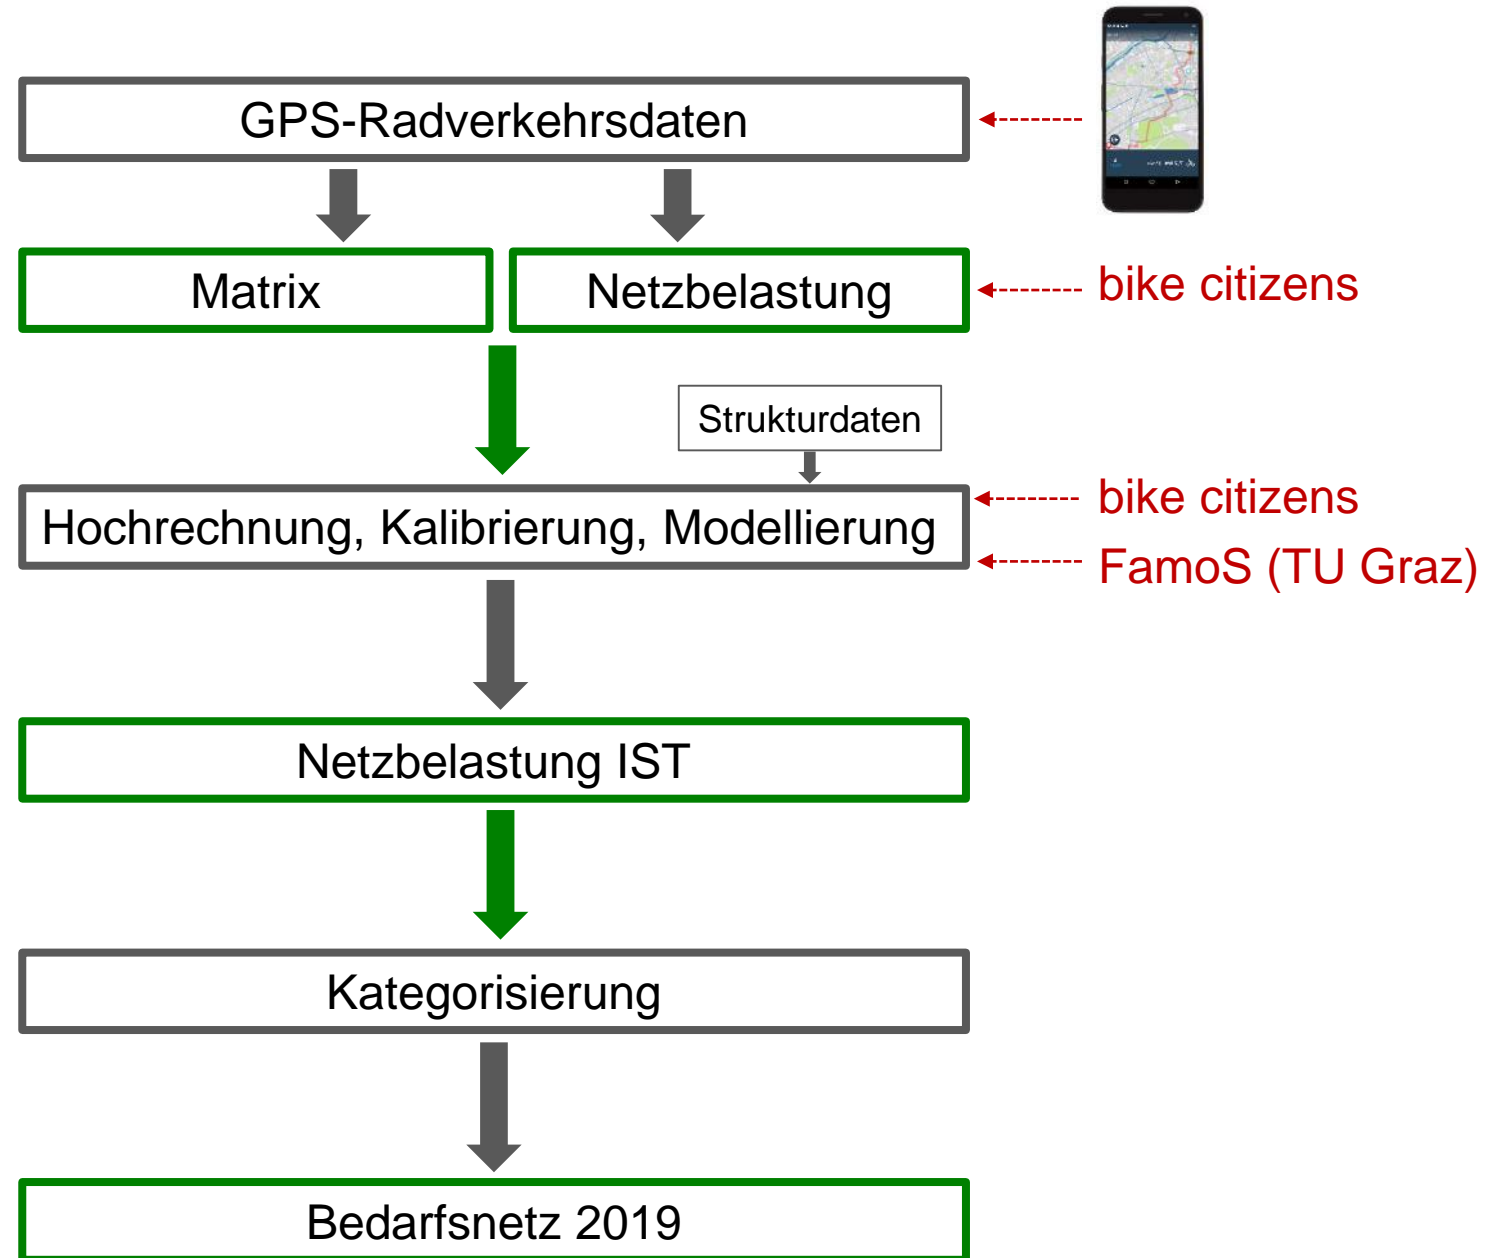 GPS-Radverkehrsdaten
Matrix
Netzbelastung
bike citizens
Strukturdaten
Hochrechnung, Kalibrierung, Modellierung
bike citizens
FamoS (TU Graz)
Netzbelastung IST
Kategorisierung
Bedarfsnetz 2019